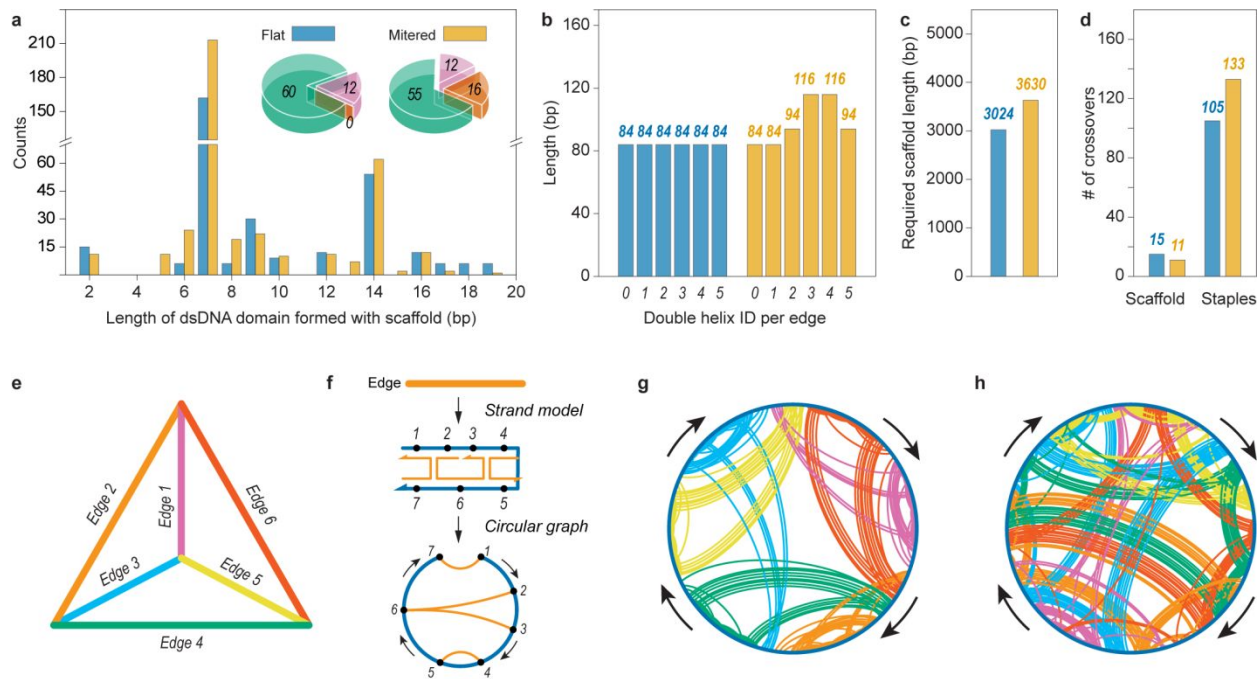 a
Flat
Mitered
210
180
150
60
45
30
15
Counts
60
12
0
55
12
16
2 4 6 8 10 12 14 16 18 20
Length of dsDNA domain formed with scaffold (bp)
b
160
120
80
40
0
Length (bp)
84 84 84 84 84 84
84 84 94 116 116 94
0 1 2 3 4 5
0 1 2 3 4 5
Double helix ID per edge
c
5000
4000
3000
2000
1000
0
Required scaffold length (bp)
3024
3630
d
160
120
80
40
0
# of crossovers
15
11
105
133
Scaffold
Staples
e
Edge 2
Edge 1
Edge 6
Edge 3
Edge 5
Edge 4
f
Edge
Strand model
1 2 3 4
7 6 5
Circular graph
7 1
2
6
3
5 4
g
h